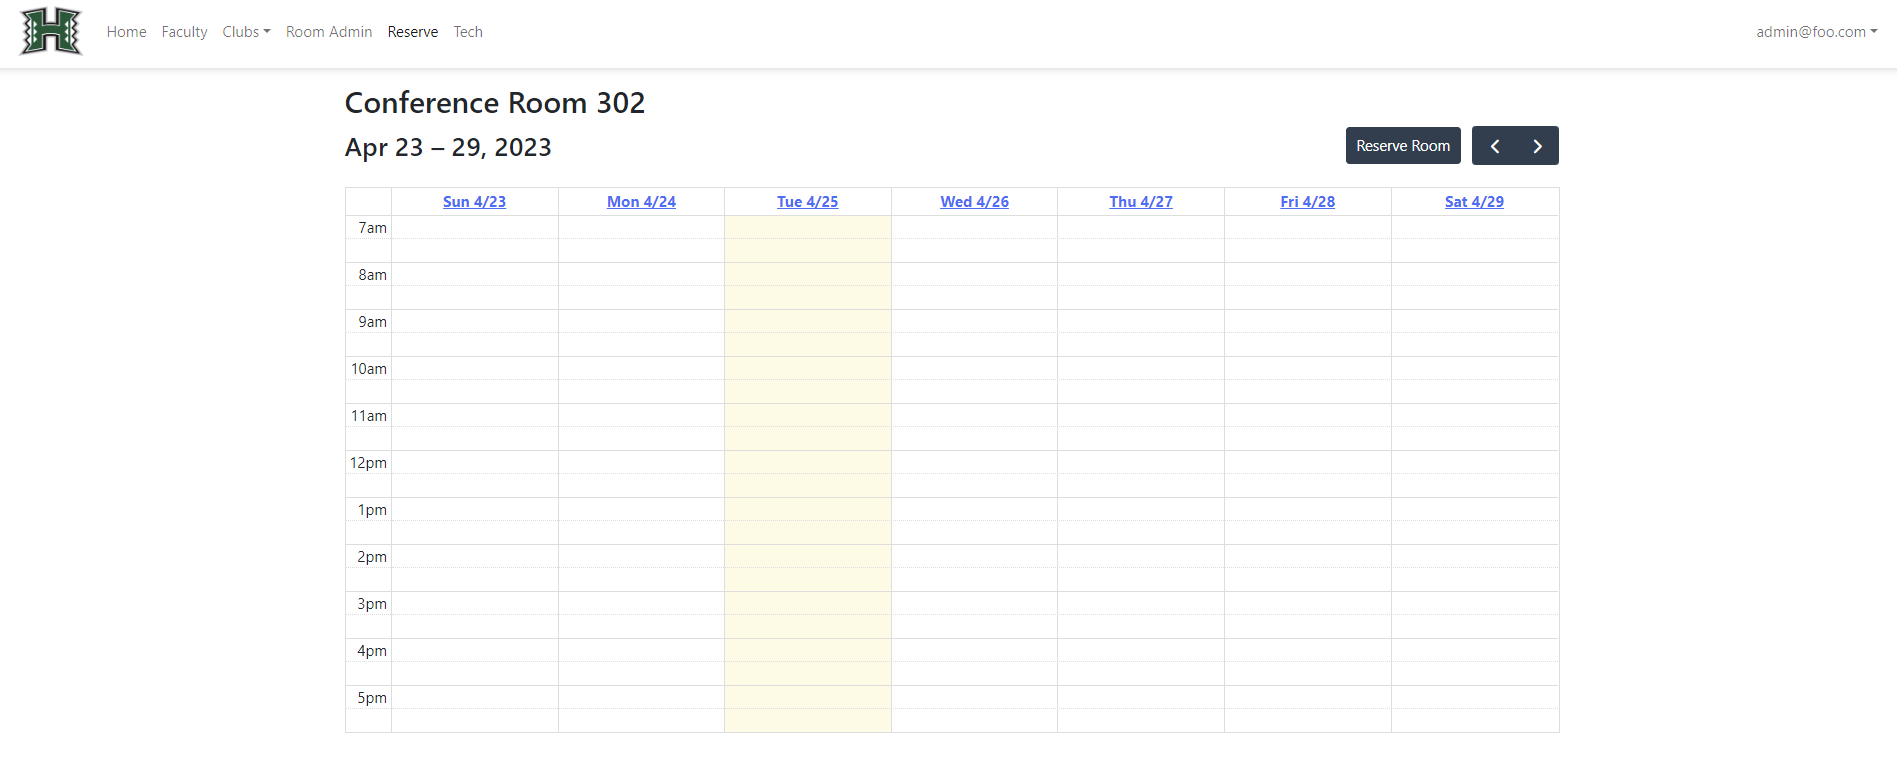 H
Home Faculty Clubs Room Admin Reserve Tech admin@foo.com
Conference Room 302
Apr 23 – 29, 2023
Reserve Room
Sun 4/23 Mon 4/24 Tue 4/25 Wed 4/26 Thu 4/27 Fri 4/28 Sat 4/29
7am
8am
9am
10am
11am
12pm
1pm
2pm
3pm
4pm
5pm